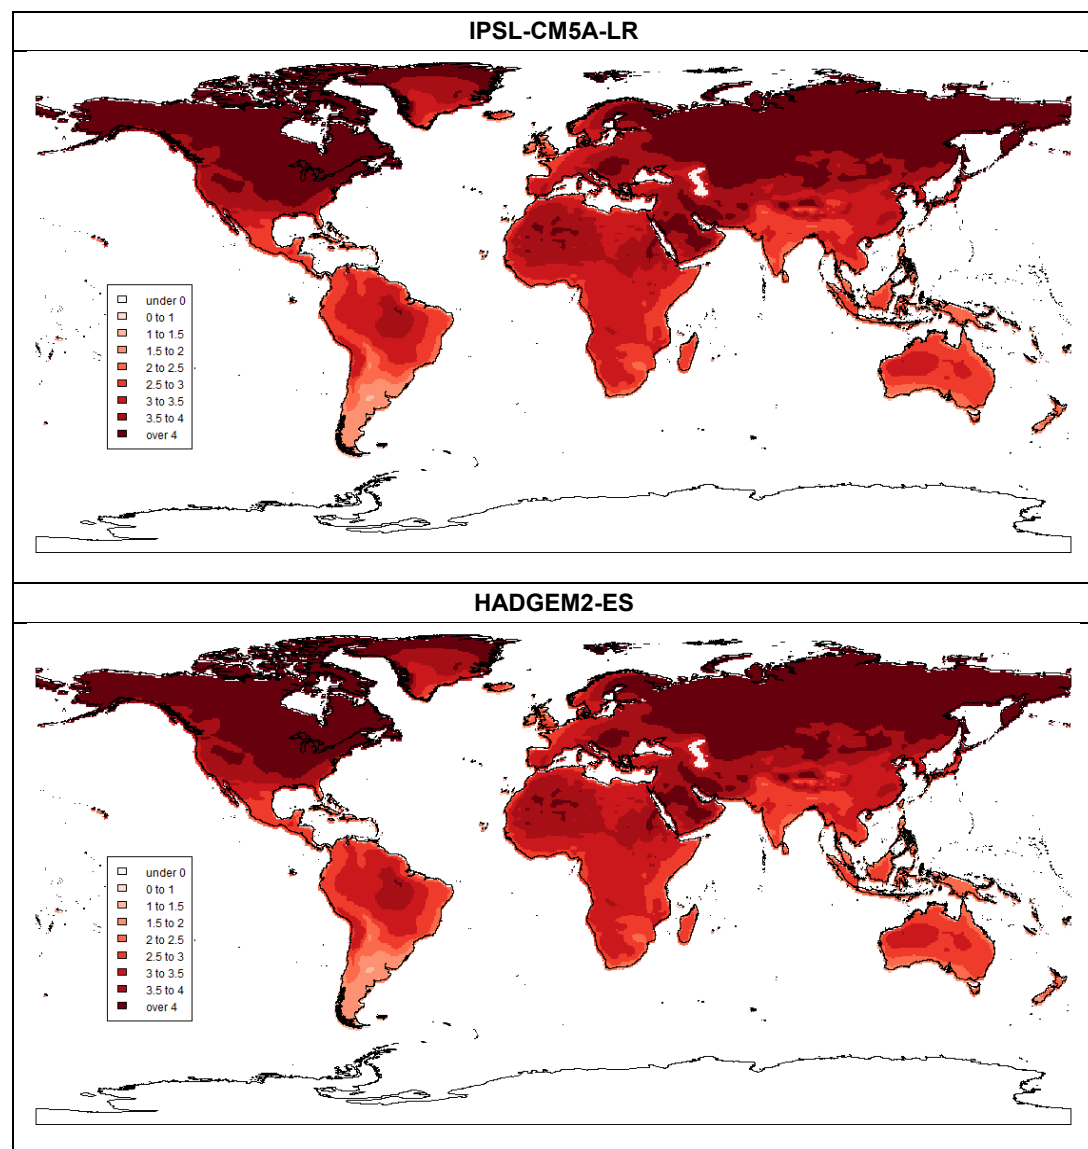 IPSL-CM5A-LR
under 0
0 to 1
1 to 1.5
1.5 to 2
2 to 2.5
2.5 to 3
3 to 3.5
3.5 to 4
over 4
HADGEM2-ES
under 0
0 to 1
1 to 1.5
1.5 to 2
2 to 2.5
2.5 to 3
3 to 3.5
3.5 to 4
over 4